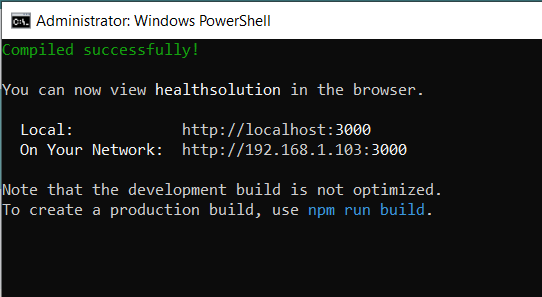 Administrator: Windows PowerShell
Compiled successfully!
You can now view healthsolution in the browser.
Local: http://localhost:3000
On Your Network: http://192.168.1.103:3000
Note that the development build is not optimized.
To create a production build, use npm run build.